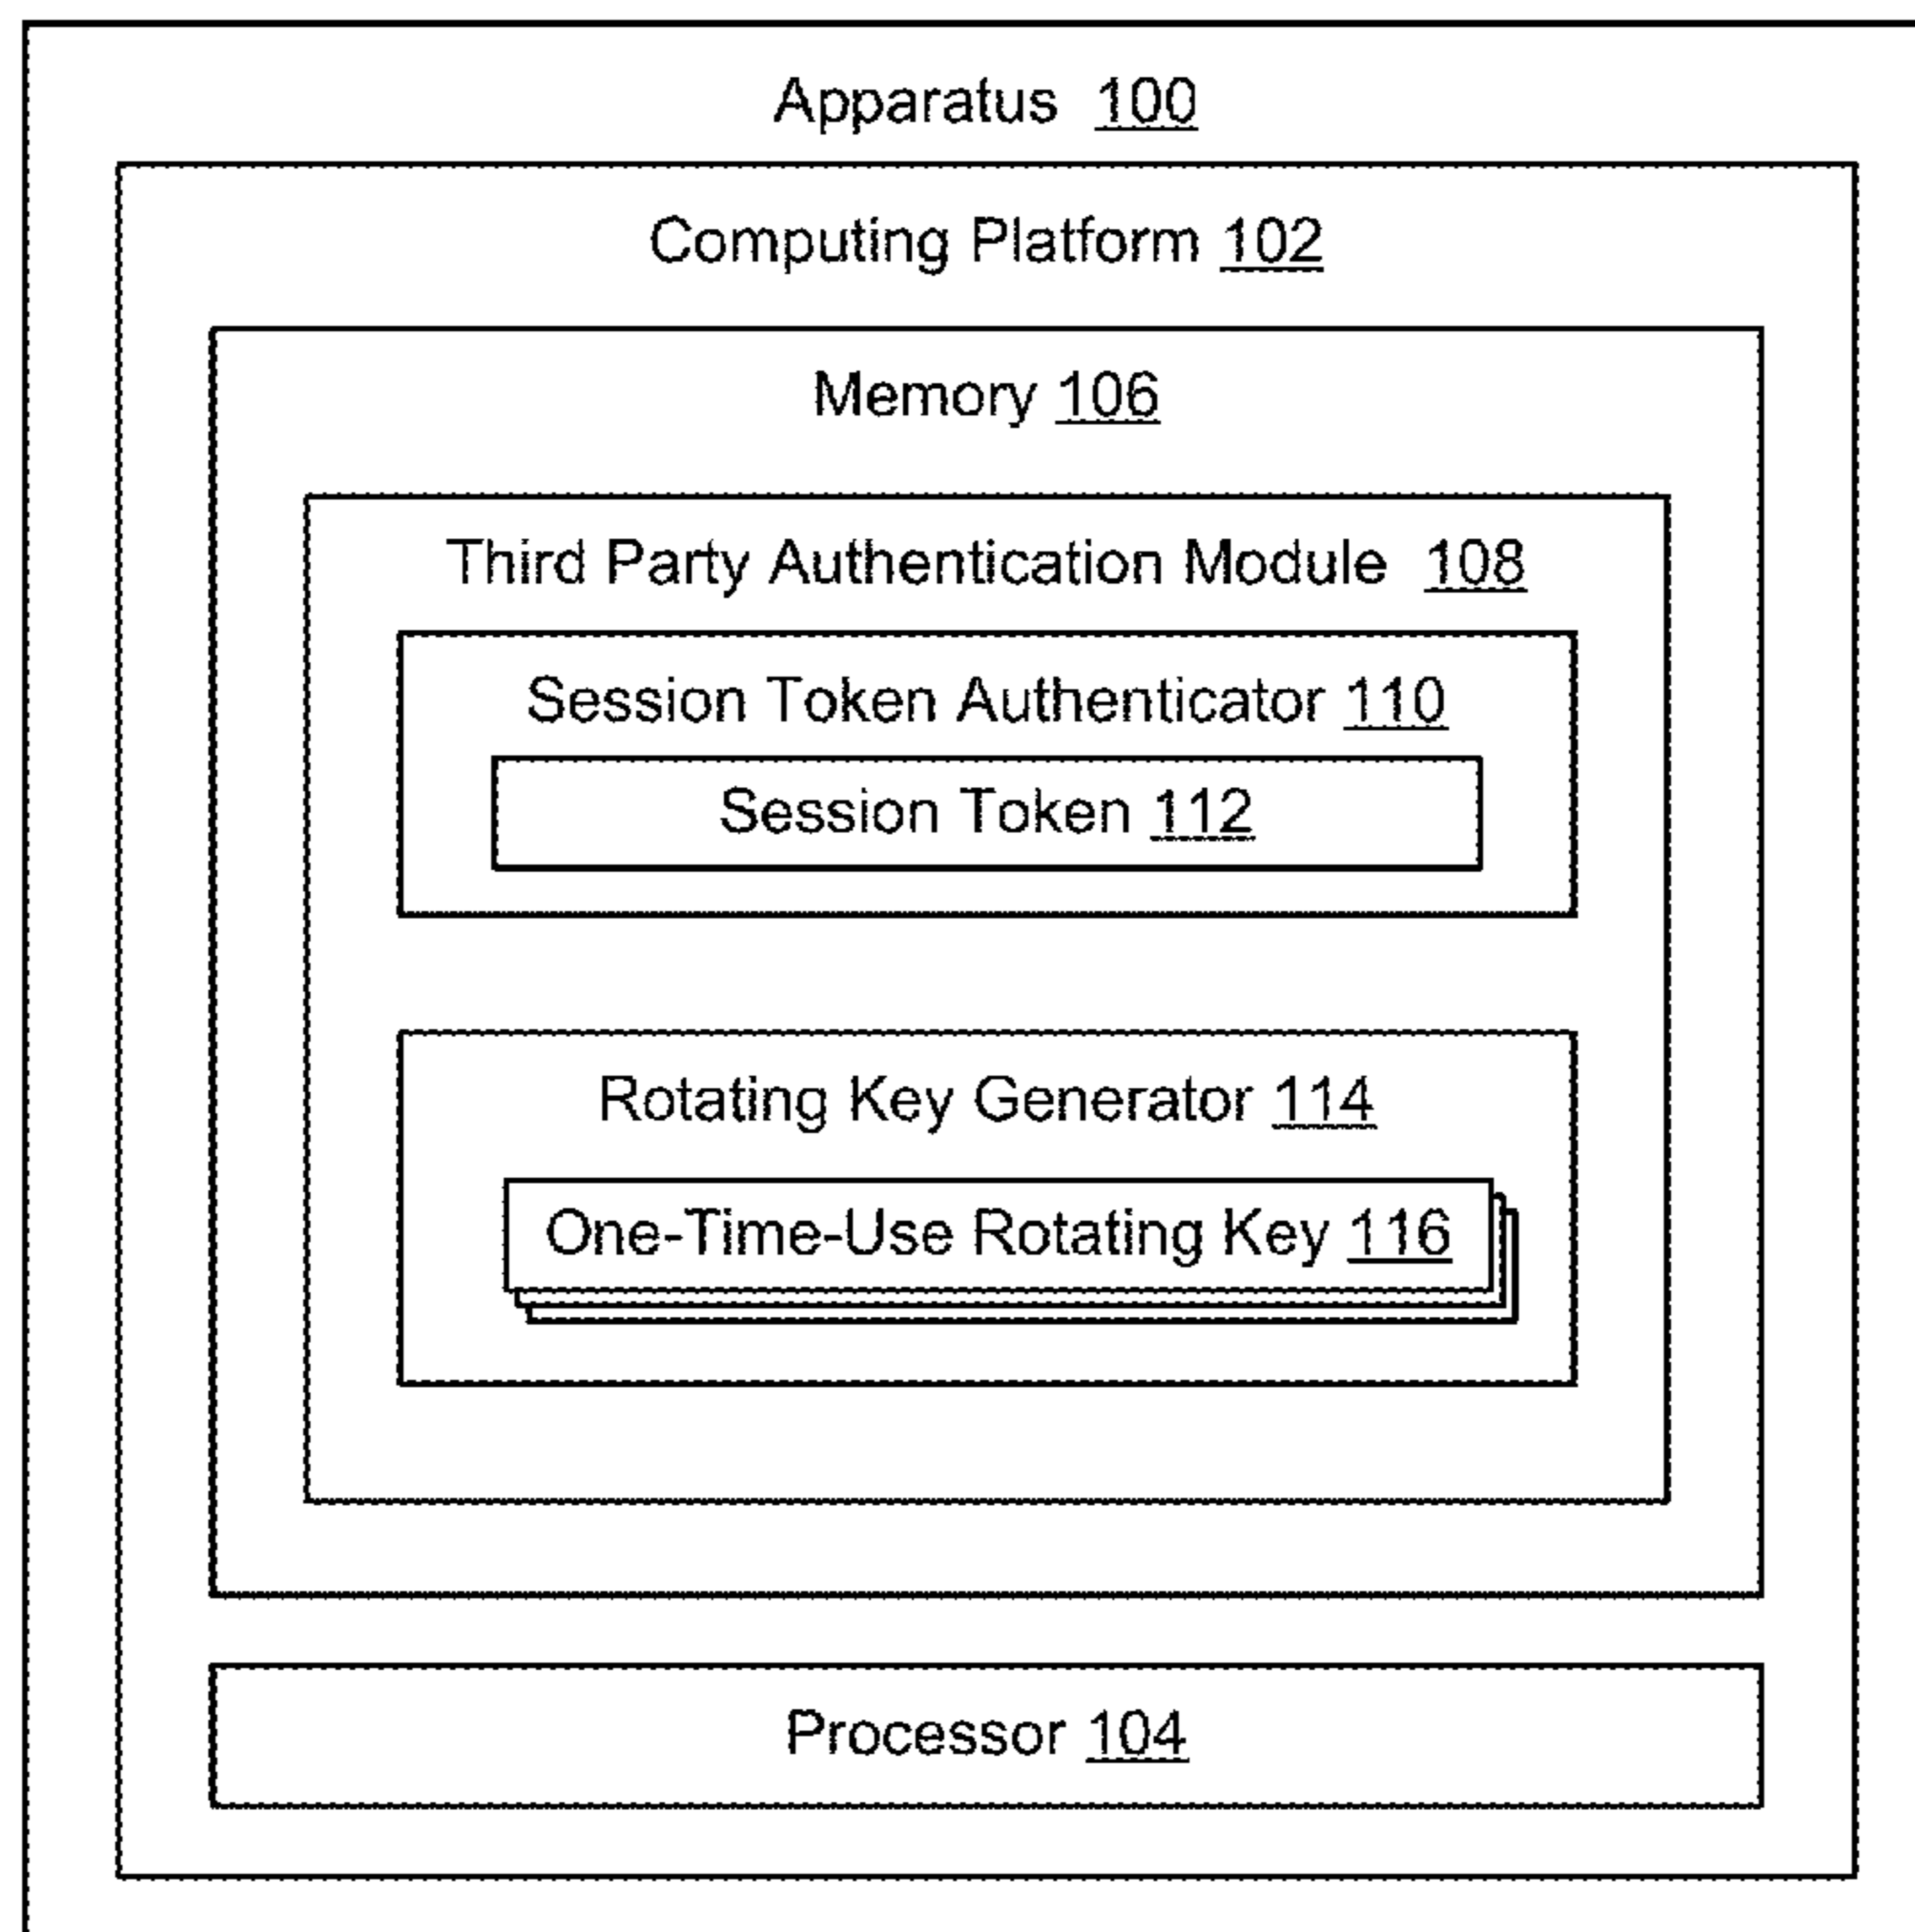 Apparatus 100
Computing Platform 102
Memory 106
Third Party Authentication Module 108
Session Token Authenticator 110
Session Token 112
Rotating Key Generator 114
One-Time-Use Rotating Key 116
Processor 104